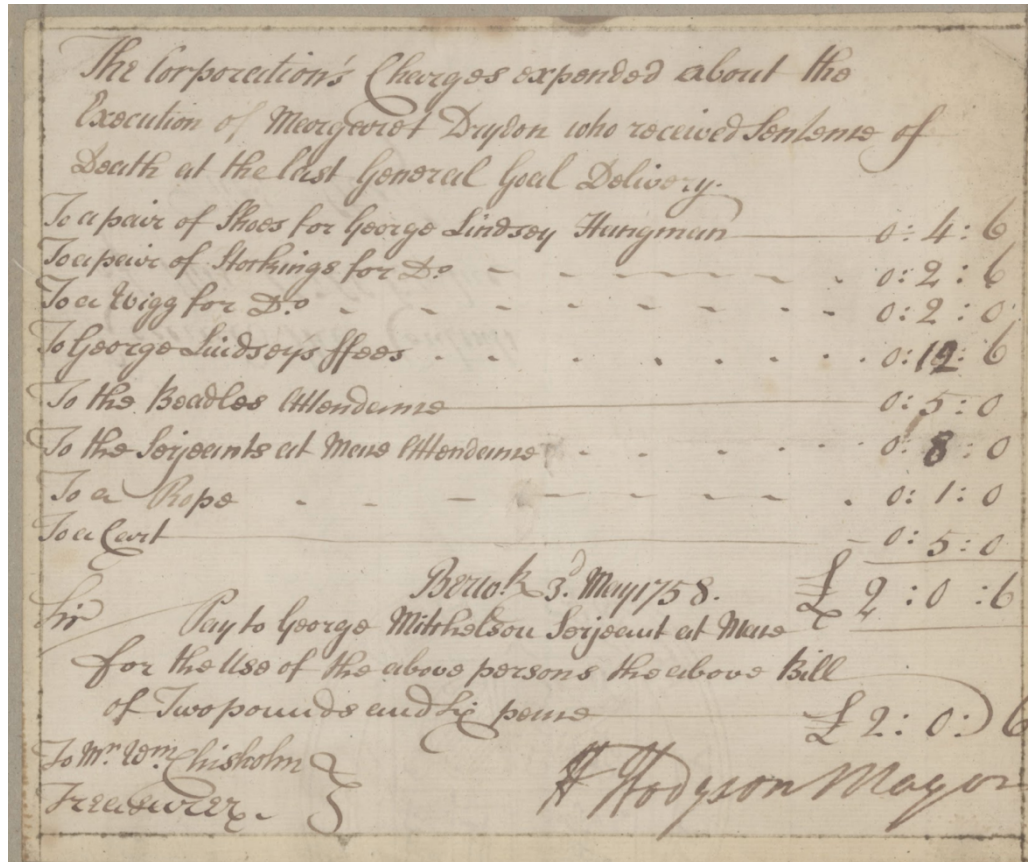 The Corporation's Charges expended about the
Execution of Margaret Drydon who received Sentence of
Death at the last General Goal Delivery.
To a pair of Shoes for George Lindsey Hangman 0: 4: 6
To a pair of Stockings for Do 0: 2: 6
To a Wigg for Do 0: 2: 0
To George Lindseys ffees 0: 12: 6
To the Beadles Attendance 0: 5: 0
To the Serjeants at Mace Attendance 0: 8: 0
To a Rope 0: 1: 0
To a Cart 0: 5: 0
Berwk. 3d. May 1758. £ 2: 0: 6
Sir Pay to George Mitchelson Serjeant at Mace
for the Use of the above persons the above Bill
of Two pounds and Six pence £ 2: 0: 6
To Mr. Wm. Chisholm
Treasurer.
H Hodgson Mayor